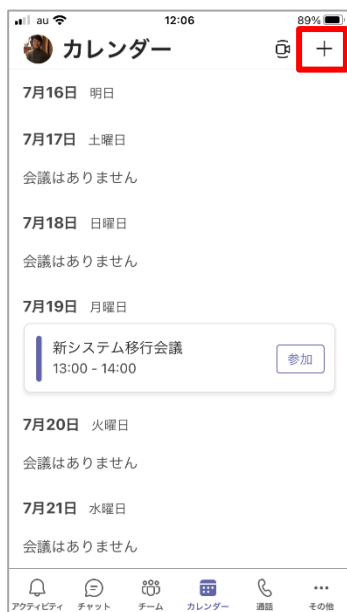 au 12:06 89%
カレンダー
7月16日 明日
7月17日 土曜日
会議はありません
7月18日 日曜日
会議はありません
7月19日 月曜日
新システム移行会議
13:00 - 14:00
参加
7月20日 火曜日
会議はありません
7月21日 水曜日
会議はありません
アクティビティ チャット チーム カレンダー 通話 その他